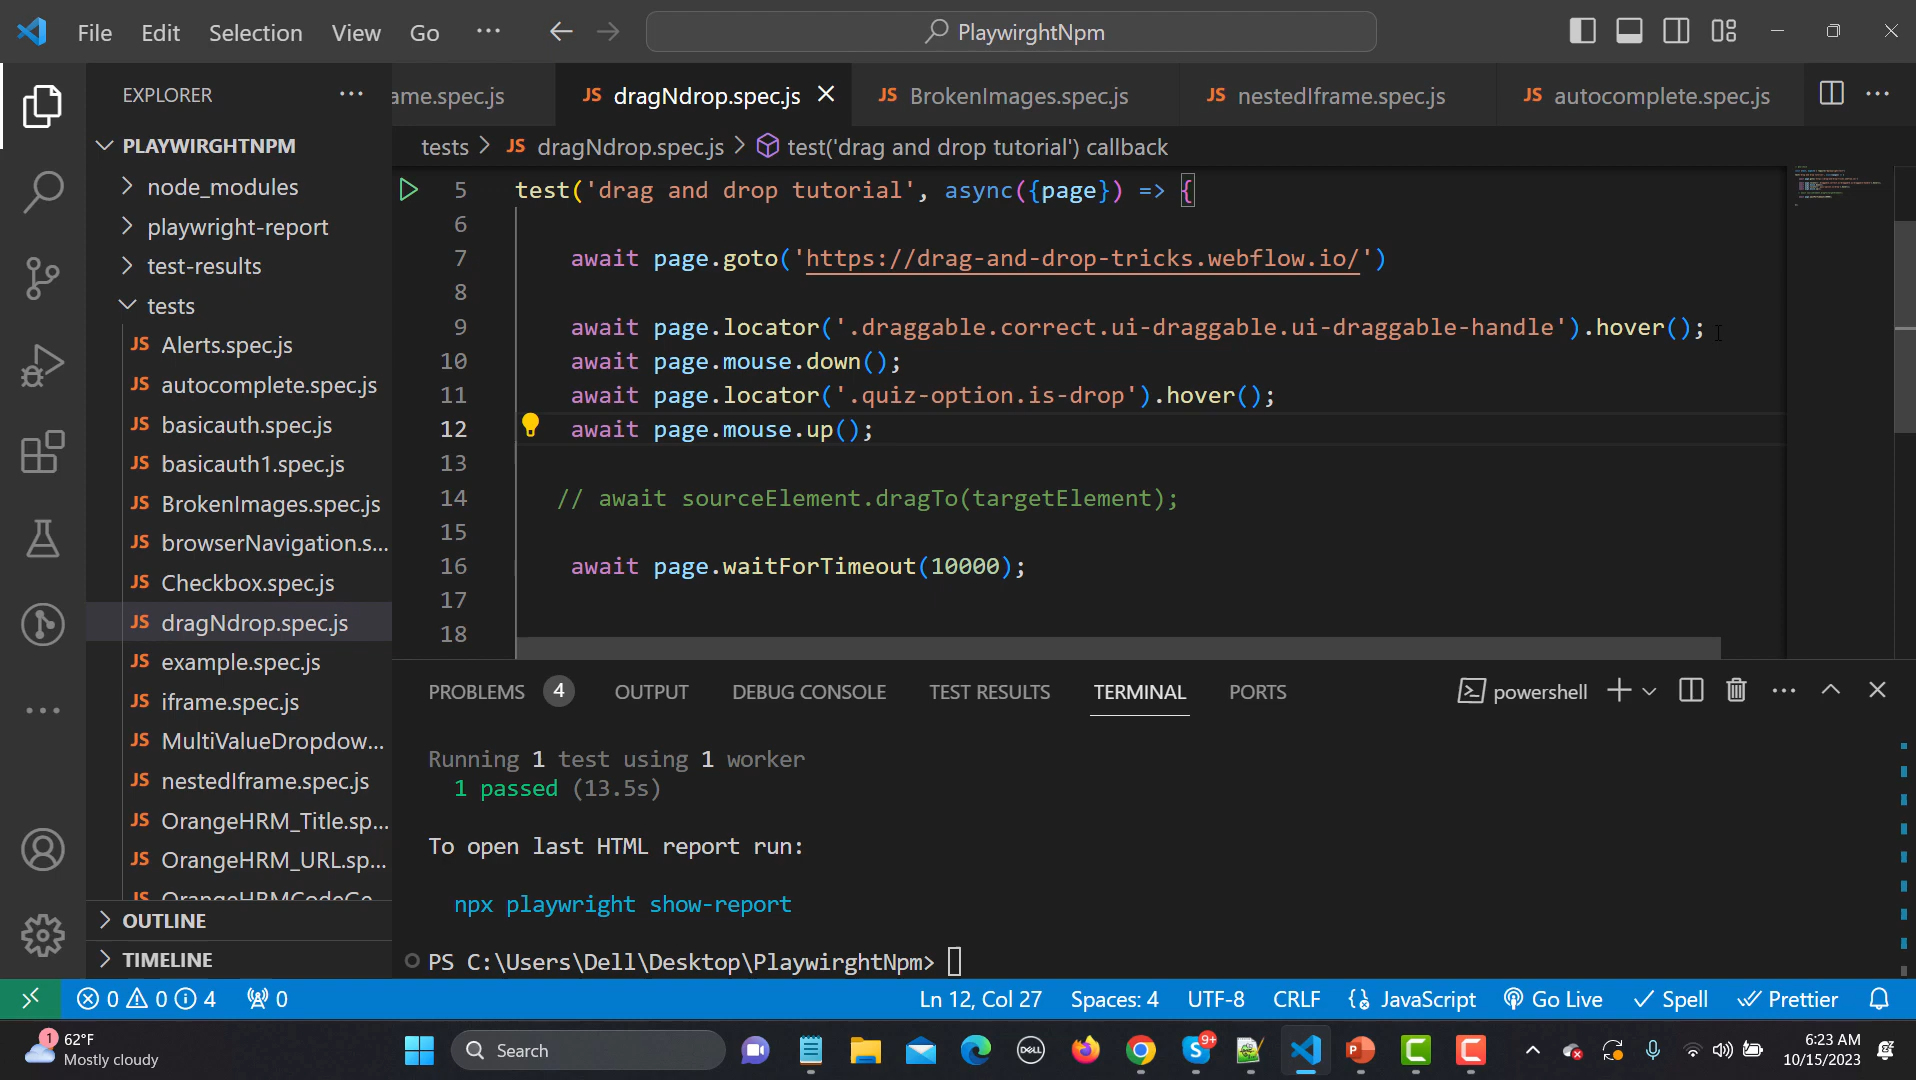 File Edit Selection View Go ··· PlaywirghtNpm
EXPLORER ···
ame.spec.js JS dragNdrop.spec.js JS BrokenImages.spec.js JS nestedIframe.spec.js JS autocomplete.spec.js ···
tests > JS dragNdrop.spec.js > test('drag and drop tutorial') callback
PLAYWIRGHTNPM
node_modules
playwright-report
test-results
tests
JS Alerts.spec.js
JS autocomplete.spec.js
JS basicauth.spec.js
JS basicauth1.spec.js
JS BrokenImages.spec.js
JS browserNavigation.s...
JS Checkbox.spec.js
JS dragNdrop.spec.js
JS example.spec.js
JS iframe.spec.js
JS MultiValueDropdow...
JS nestedIframe.spec.js
JS OrangeHRM_Title.sp...
JS OrangeHRM_URL.sp...
OUTLINE
TIMELINE
5 test('drag and drop tutorial', async({page}) => {
6
7 await page.goto('https://drag-and-drop-tricks.webflow.io/')
8
9 await page.locator('.draggable.correct.ui-draggable.ui-draggable-handle').hover();
10 await page.mouse.down();
11 await page.locator('.quiz-option.is-drop').hover();
12 await page.mouse.up();
13
14 // await sourceElement.dragTo(targetElement);
15
16 await page.waitForTimeout(10000);
17
18
PROBLEMS 4 OUTPUT DEBUG CONSOLE TEST RESULTS TERMINAL PORTS powershell ···
Running 1 test using 1 worker
1 passed (13.5s)
To open last HTML report run:
npx playwright show-report
PS C:\Users\Dell\Desktop\PlaywirghtNpm>
0 0 4 0 Ln 12, Col 27 Spaces: 4 UTF-8 CRLF {} JavaScript Go Live Spell Prettier
1 62°F
Mostly cloudy
Search
DELL
9+
6:23 AM
10/15/2023